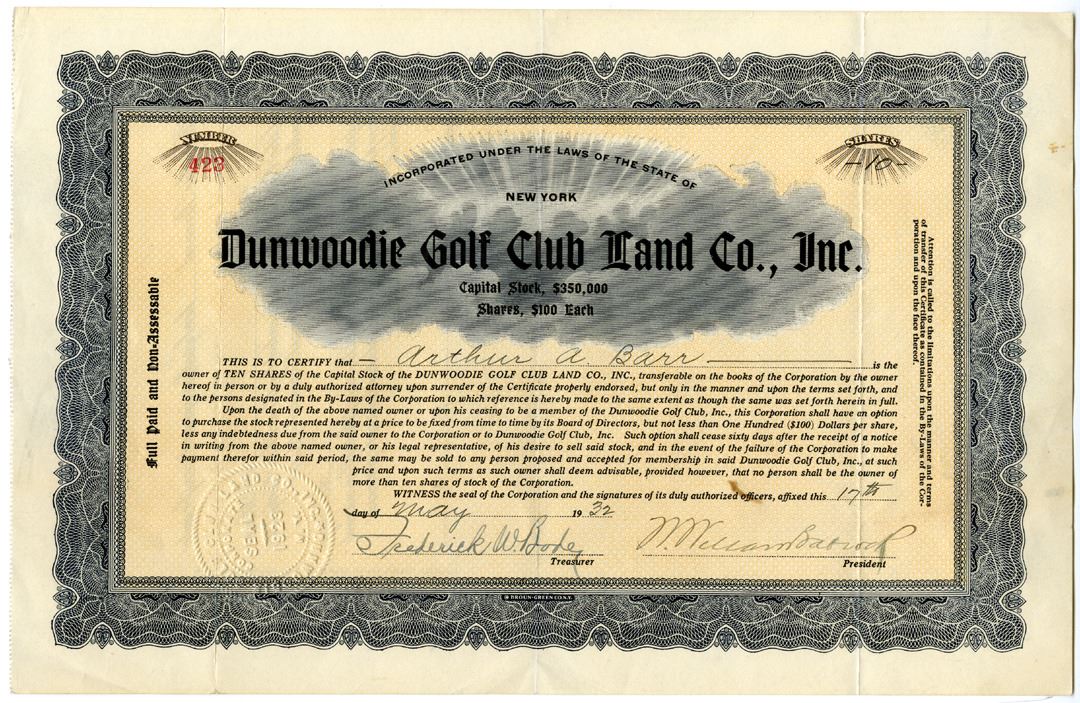 NUMBER
423
SHARES
-10-
INCORPORATED UNDER THE LAWS OF THE STATE OF
NEW YORK
Dunwoodie Golf Club Land Co., Inc.
Capital Stock, $350,000
Shares, $100 Each
Full Paid and Non-Assessable
Attention is called to the limitations upon the manner and terms
of transfer of this Certificate as contained in the By-Laws of the Cor-
poration and upon the face thereof.
THIS IS TO CERTIFY that — Arthur A Barr — is the
owner of TEN SHARES of the Capital Stock of the DUNWOODIE GOLF CLUB LAND CO., INC., transferable on the books of the Corporation by the owner
hereof in person or by a duly authorized attorney upon surrender of the Certificate properly endorsed, but only in the manner and upon the terms set forth, and
to the persons designated in the By-Laws of the Corporation to which reference is hereby made to the same extent as though the same was set forth herein in full.
Upon the death of the above named owner or upon his ceasing to be a member of the Dunwoodie Golf Club, Inc., this Corporation shall have an option
to purchase the stock represented hereby at a price to be fixed from time to time by its Board of Directors, but not less than One Hundred ($100) Dollars per share,
less any indebtedness due from the said owner to the Corporation or to Dunwoodie Golf Club, Inc. Such option shall cease sixty days after the receipt of a notice
in writing from the above named owner, or his legal representative, of his desire to sell said stock, and in the event of the failure of the Corporation to make
payment therefor within said period, the same may be sold to any person proposed and accepted for membership in said Dunwoodie Golf Club, Inc., at such
price and upon such terms as such owner shall deem advisable, provided however, that no person shall be the owner of
more than ten shares of stock of the Corporation.
WITNESS the seal of the Corporation and the signatures of its duly authorized officers, affixed this 17th
day of May 1932
Frederick W. Bode
Treasurer
William Babcock
President
SEAL
1923
BROUN-GREEN CO. N.Y.